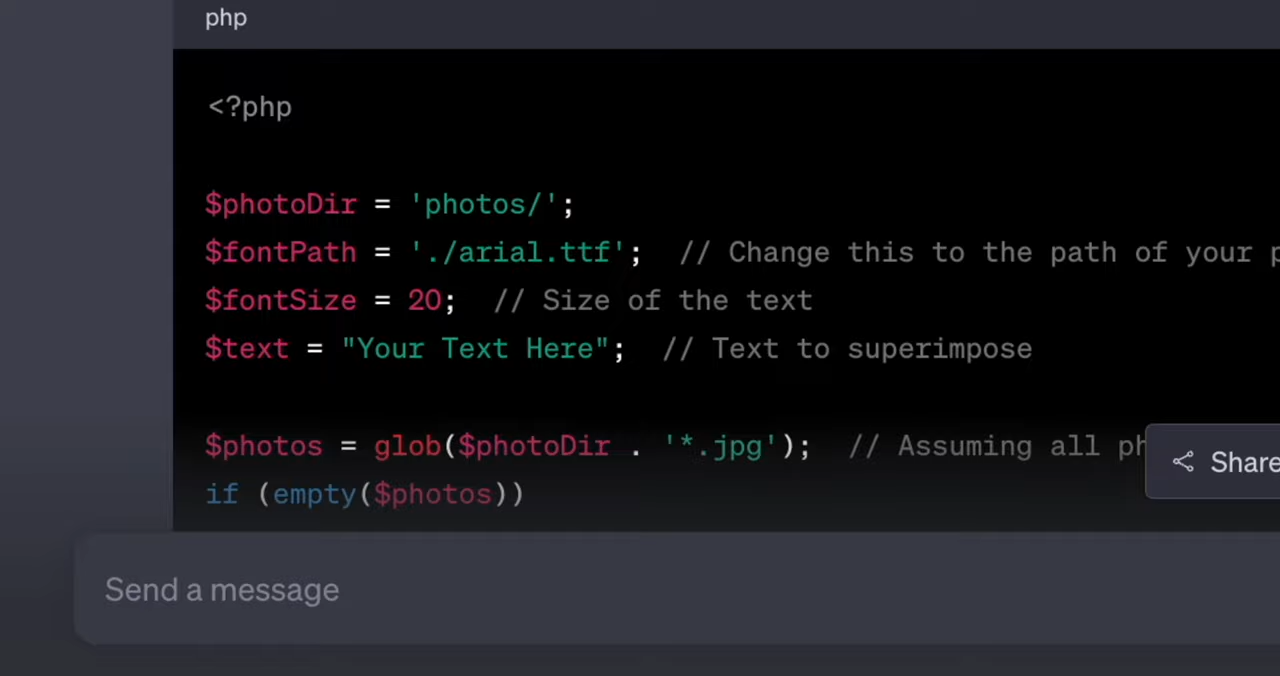 php
<?php
$photoDir = 'photos/';
$fontPath = './arial.ttf';  // Change this to the path of your
$fontSize = 20;  // Size of the text
$text = "Your Text Here";  // Text to superimpose
$photos = glob($photoDir . '*.jpg');  // Assuming all
Share
if (empty($photos))
Send a message